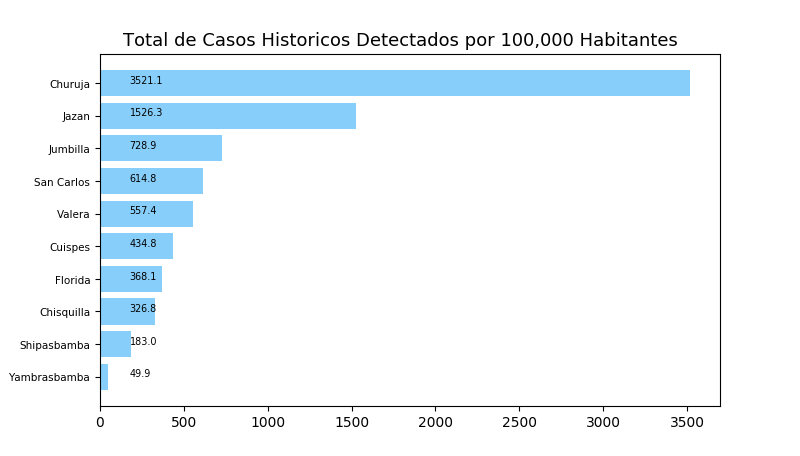 Total de Casos Historicos Detectados por 100,000 Habitantes
Churuja 3521.1
Jazan 1526.3
Jumbilla 728.9
San Carlos 614.8
Valera 557.4
Cuispes 434.8
Florida 368.1
Chisquilla 326.8
Shipasbamba 183.0
Yambrasbamba 49.9
0 500 1000 1500 2000 2500 3000 3500